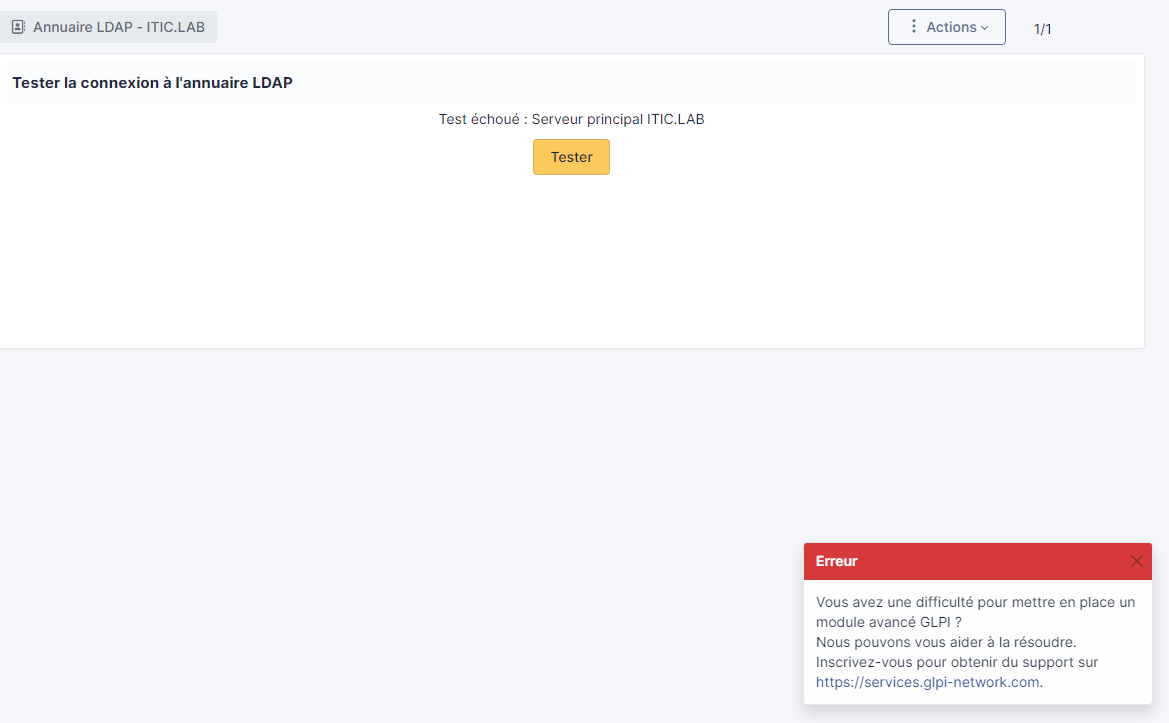 Annuaire LDAP - ITIC.LAB
Actions
1/1
Tester la connexion à l'annuaire LDAP
Test échoué : Serveur principal ITIC.LAB
Tester
Erreur
Vous avez une difficulté pour mettre en place un
module avancé GLPI ?
Nous pouvons vous aider à la résoudre.
Inscrivez-vous pour obtenir du support sur
https://services.glpi-network.com.